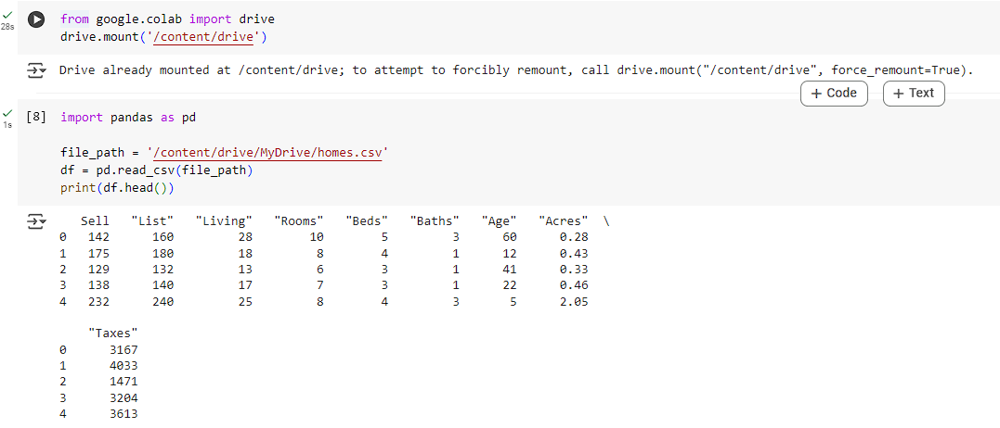 28s
from google.colab import drive
drive.mount('/content/drive')
Drive already mounted at /content/drive; to attempt to forcibly remount, call drive.mount("/content/drive", force_remount=True).
+ Code + Text
1s
[8] import pandas as pd
file_path = '/content/drive/MyDrive/homes.csv'
df = pd.read_csv(file_path)
print(df.head())
Sell "List" "Living" "Rooms" "Beds" "Baths" "Age" "Acres" \
0 142 160 28 10 5 3 60 0.28
1 175 180 18 8 4 1 12 0.43
2 129 132 13 6 3 1 41 0.33
3 138 140 17 7 3 1 22 0.46
4 232 240 25 8 4 3 5 2.05
"Taxes"
0 3167
1 4033
2 1471
3 3204
4 3613